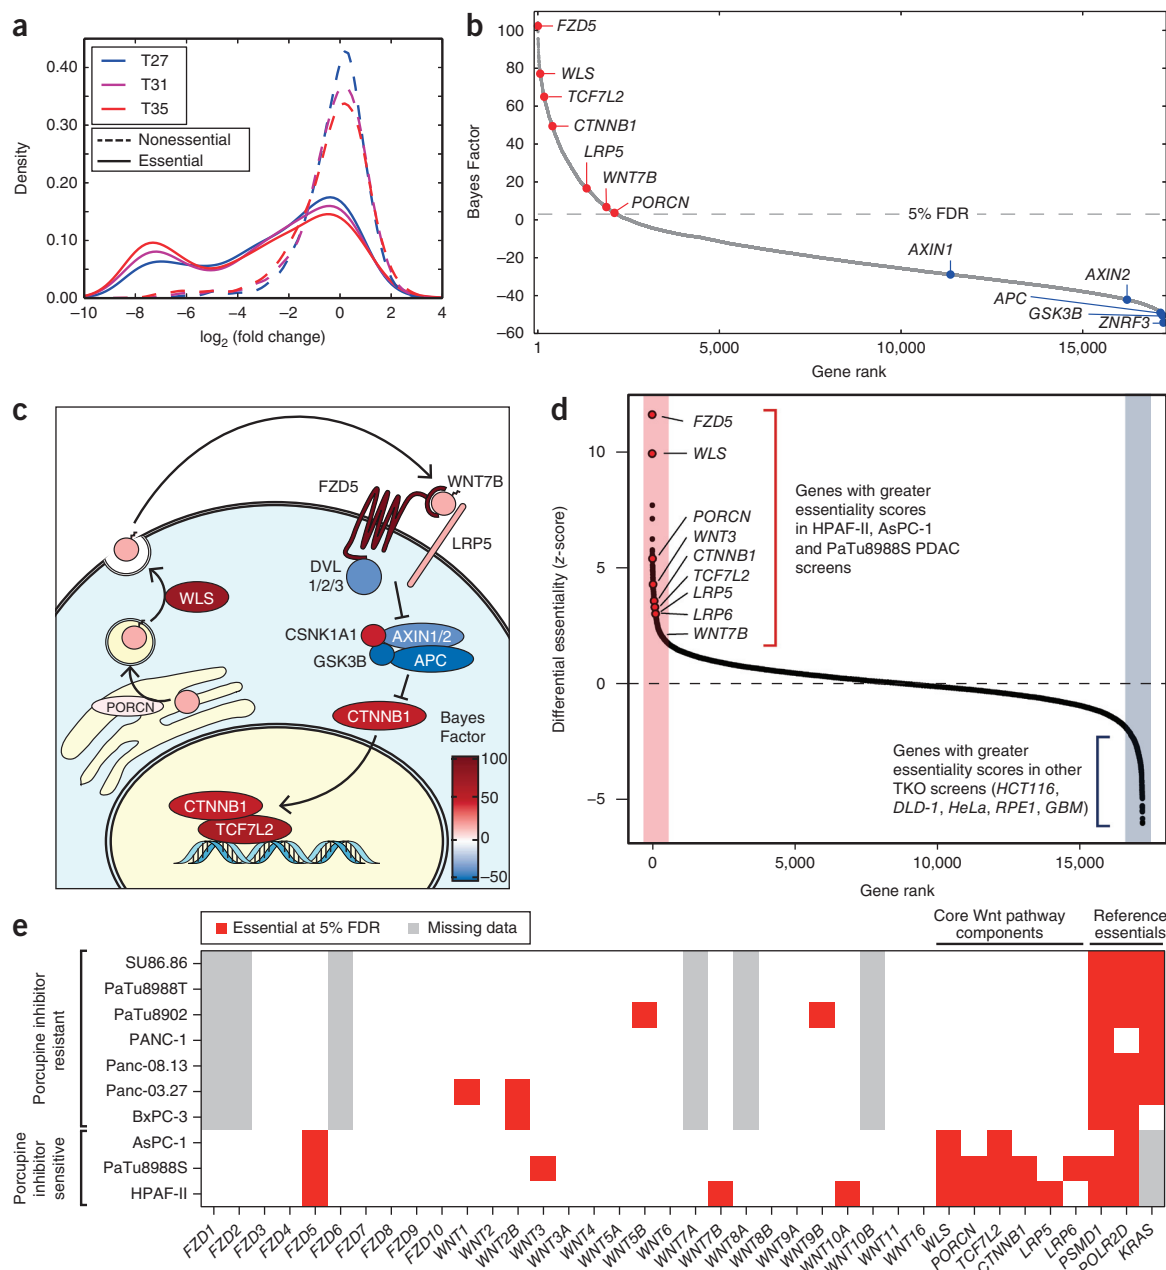 a
0.40
0.30
0.20
0.10
0.00
Density
T27
T31
T35
Nonessential
Essential
−10
−8
−6
−4
−2
0
2
4
log2 (fold change)
b
100
80
60
40
20
0
−20
−40
−60
Bayes Factor
FZD5
WLS
TCF7L2
CTNNB1
LRP5
WNT7B
PORCN
5% FDR
AXIN1
AXIN2
APC
GSK3B
ZNRF3
1
5,000
10,000
15,000
Gene rank
c
FZD5
WNT7B
LRP5
DVL
1/2/3
WLS
CSNK1A1
AXIN1/2
GSK3B
APC
PORCN
CTNNB1
Bayes
Factor
100
50
0
−50
CTNNB1
TCF7L2
d
10
5
0
−5
Differential essentiality (z-score)
FZD5
WLS
PORCN
WNT3
CTNNB1
TCF7L2
LRP5
LRP6
WNT7B
Genes with greater
essentiality scores
in HPAF-II, AsPC-1
and PaTu8988S PDAC
screens
Genes with greater
essentiality scores in other
TKO screens (HCT116,
DLD-1, HeLa, RPE1, GBM)
0
5,000
10,000
15,000
Gene rank
e
Essential at 5% FDR
Missing data
Core Wnt pathway
components
Reference
essentials
Porcupine inhibitor
resistant
SU86.86
PaTu8988T
PaTu8902
PANC-1
Panc-08.13
Panc-03.27
BxPC-3
Porcupine
inhibitor
sensitive
AsPC-1
PaTu8988S
HPAF-II
FZD1
FZD2
FZD3
FZD4
FZD5
FZD6
FZD7
FZD8
FZD9
FZD10
WNT1
WNT2
WNT2B
WNT3
WNT3A
WNT4
WNT5A
WNT5B
WNT6
WNT7A
WNT7B
WNT8A
WNT8B
WNT9A
WNT9B
WNT10A
WNT10B
WNT11
WNT16
WLS
PORCN
TCF7L2
CTNNB1
LRP5
LRP6
PSMD1
POLR2D
KRAS